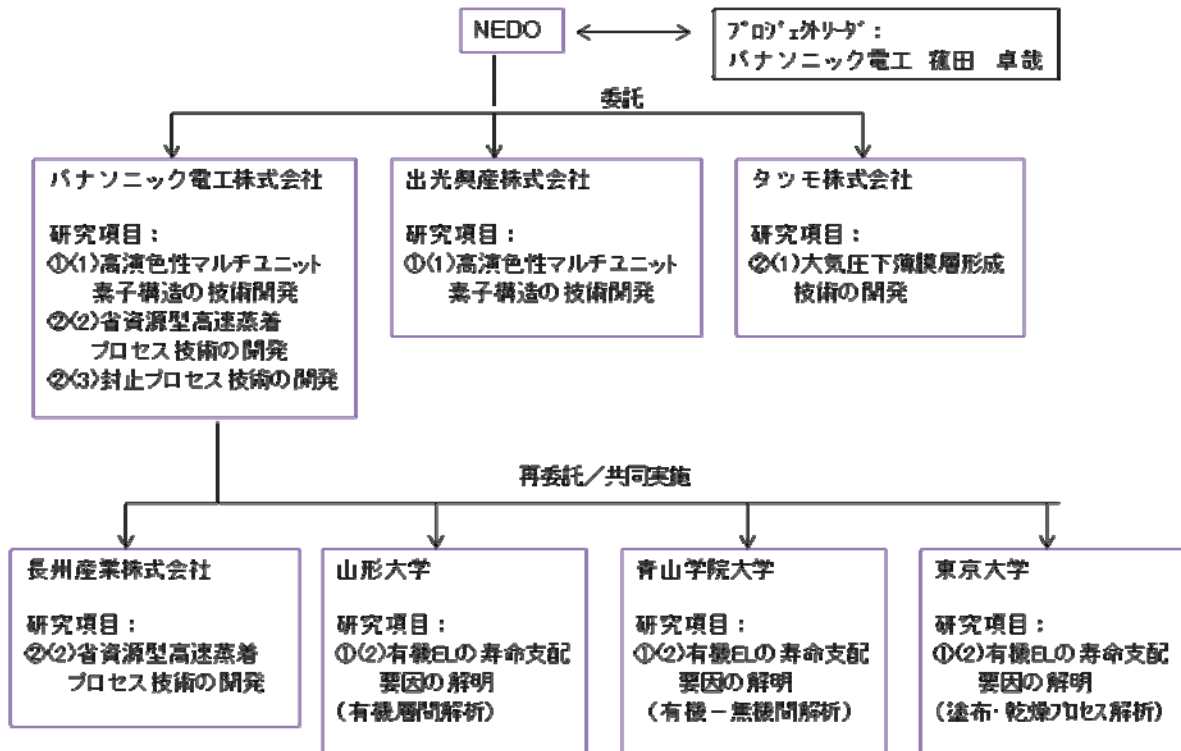 NEDO
プロジェクトリーダ：
パナソニック電工 菰田 卓哉
委託
パナソニック電工株式会社
研究項目：
①(1)高演色性マルチユニット
素子構造の技術開発
②(2)省資源型高速蒸着
プロセス技術の開発
②(3)封止プロセス技術の開発
出光興産株式会社
研究項目：
①(1)高演色性マルチユニット
素子構造の技術開発
タツモ株式会社
研究項目：
②(1)大気圧下薄膜層形成
技術の開発
再委託／共同実施
長州産業株式会社
研究項目：
②(2)省資源型高速蒸着
プロセス技術の開発
山形大学
研究項目：
①(2)有機ELの寿命支配
要因の解明
(有機層間解析)
青山学院大学
研究項目：
①(2)有機ELの寿命支配
要因の解明
(有機－無機間解析)
東京大学
研究項目：
①(2)有機ELの寿命支配
要因の解明
(塗布･乾燥ﾌﾟﾛｾｽ解析)